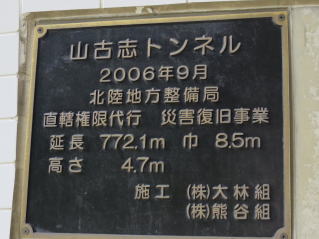 山古志トンネル
2006年9月
北陸地方整備局
直轄権限代行 災害復旧事業
延長 772.1m 巾 8.5m
高さ 4.7m
施工 (株)大林組
(株)熊谷組